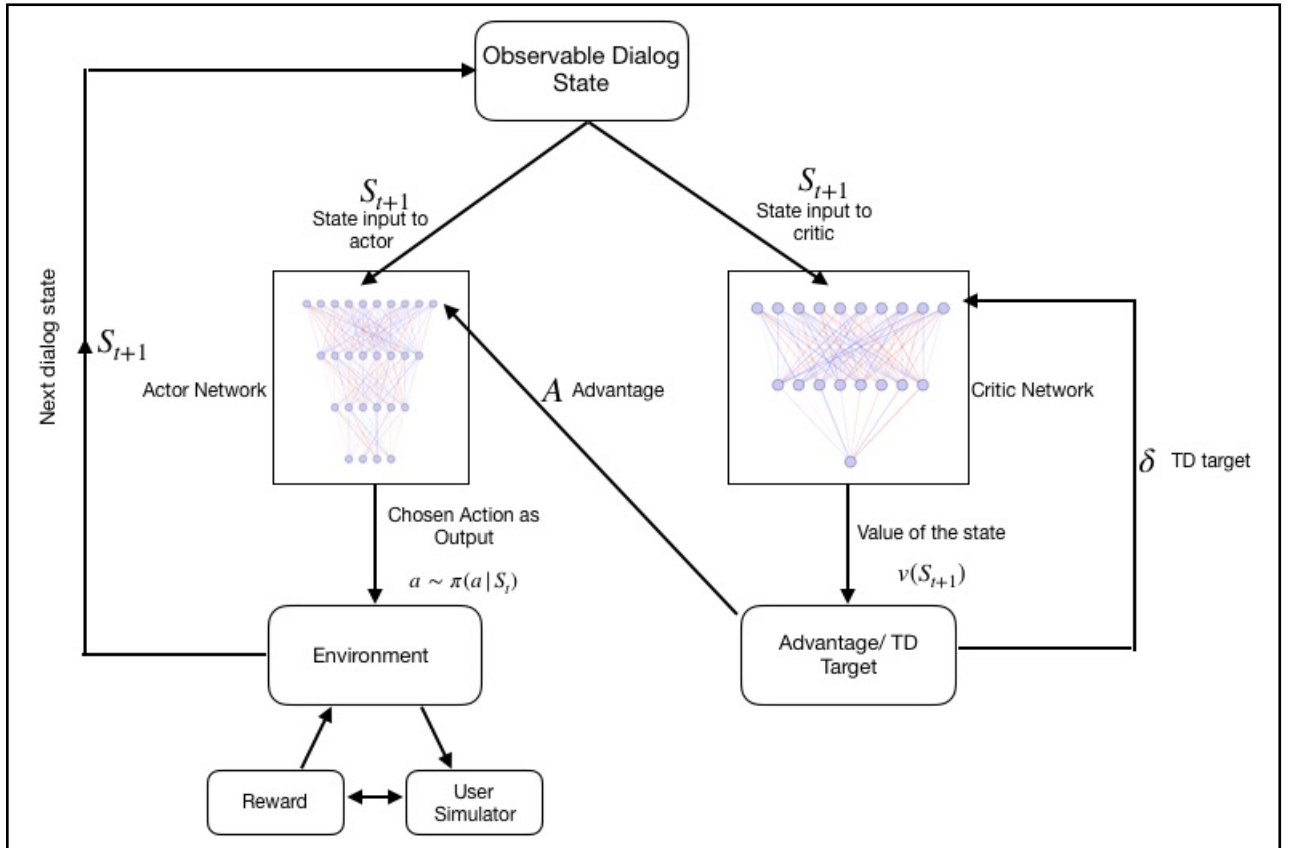 Observable Dialog
State
S_{t+1}
State input to
actor
S_{t+1}
State input to
critic
Next dialog state
S_{t+1}
Actor Network
A Advantage
Critic Network
δ TD target
Chosen Action as
Output
a ∼ π(a|S_t)
Value of the state
v(S_{t+1})
Environment
Advantage/ TD
Target
Reward
User
Simulator